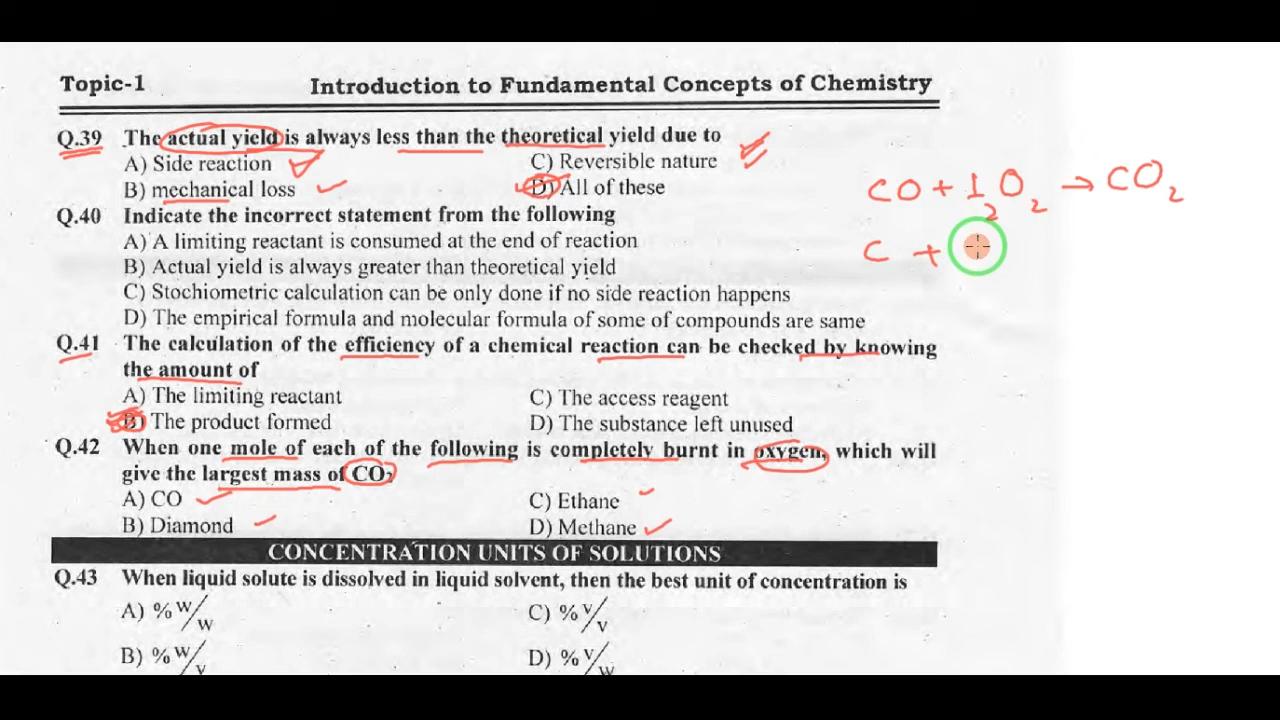 Topic-1 Introduction to Fundamental Concepts of Chemistry
Q.39 The actual yield is always less than the theoretical yield due to
A) Side reaction C) Reversible nature
B) mechanical loss D) All of these
CO + 1/2 O2 → CO2
Q.40 Indicate the incorrect statement from the following
A) A limiting reactant is consumed at the end of reaction
C +
B) Actual yield is always greater than theoretical yield
C) Stochiometric calculation can be only done if no side reaction happens
D) The empirical formula and molecular formula of some of compounds are same
Q.41 The calculation of the efficiency of a chemical reaction can be checked by knowing
the amount of
A) The limiting reactant C) The access reagent
B) The product formed D) The substance left unused
Q.42 When one mole of each of the following is completely burnt in oxygen, which will
give the largest mass of CO2
A) CO C) Ethane
B) Diamond D) Methane
CONCENTRATION UNITS OF SOLUTIONS
Q.43 When liquid solute is dissolved in liquid solvent, then the best unit of concentration is
A) % w/w C) % v/v
B) % w/v D) % v/w